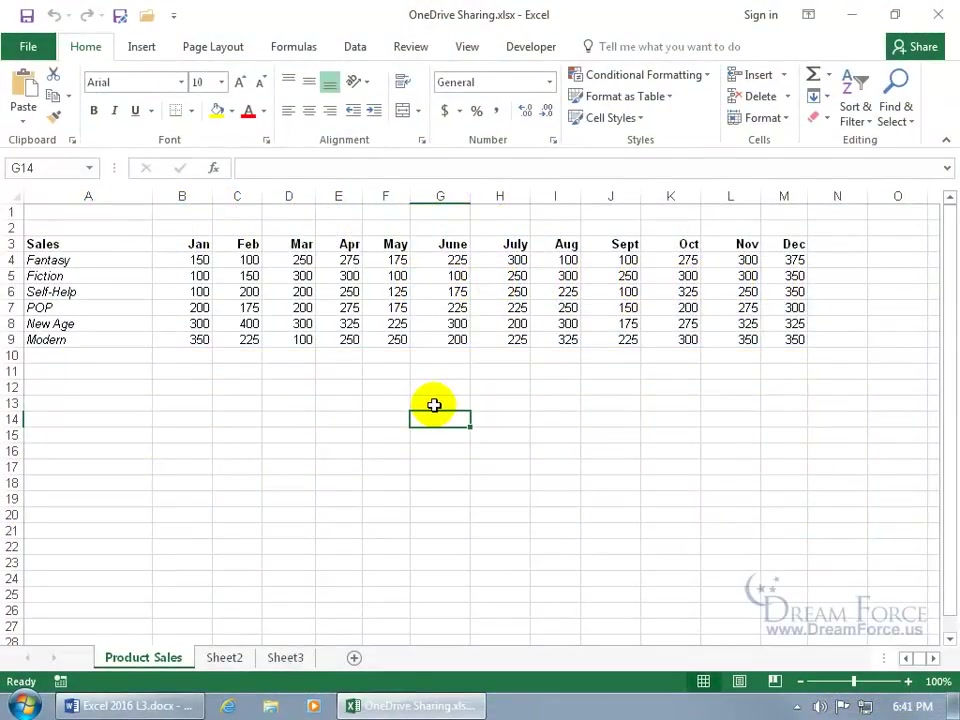 OneDrive Sharing.xlsx - Excel
Sign in
File Home Insert Page Layout Formulas Data Review View Developer Tell me what you want to do Share
Arial 10 A A General Conditional Formatting Insert
Paste Format as Table Delete Sort & Find &
B I U A $ % , Cell Styles Format Filter Select
Clipboard Font Alignment Number Styles Cells Editing
G14 fx
A B C D E F G H I J K L M N O
1
2
3 Sales Jan Feb Mar Apr May June July Aug Sept Oct Nov Dec
4 Fantasy 150 100 250 275 175 225 300 100 100 275 300 375
5 Fiction 100 150 300 300 100 100 250 300 250 300 300 350
6 Self-Help 100 200 200 250 125 175 250 225 100 325 250 350
7 POP 200 175 200 275 175 225 225 250 150 200 275 300
8 New Age 300 400 300 325 225 300 200 300 175 275 325 325
9 Modern 350 225 100 250 250 200 225 325 225 300 350 350
10
11
12
13
14
15
16
17
18
19
20
21
22
23
24
25
26
27
28
DREAM FORCE
www.DreamForce.us
Product Sales Sheet2 Sheet3
Ready 100%
Excel 2016 L3.docx - ... OneDrive Sharing.xls... 6:41 PM